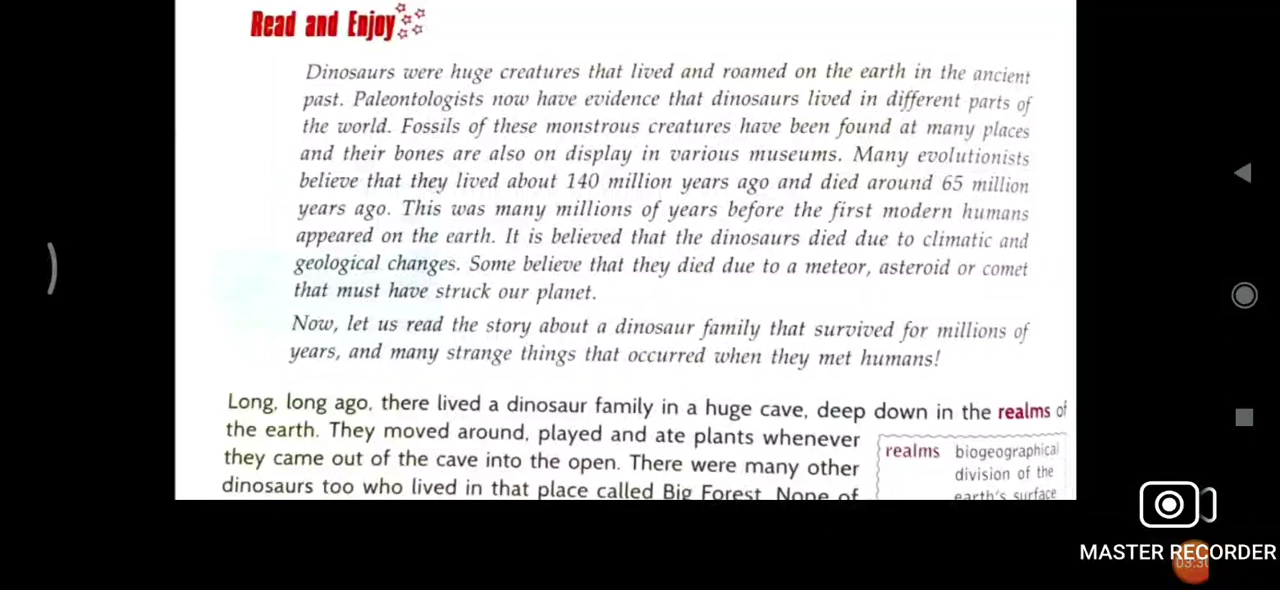 Read and Enjoy
Dinosaurs were huge creatures that lived and roamed on the earth in the ancient
past. Paleontologists now have evidence that dinosaurs lived in different parts of
the world. Fossils of these monstrous creatures have been found at many places
and their bones are also on display in various museums. Many evolutionists
believe that they lived about 140 million years ago and died around 65 million
years ago. This was many millions of years before the first modern humans
appeared on the earth. It is believed that the dinosaurs died due to climatic and
geological changes. Some believe that they died due to a meteor, asteroid or comet
that must have struck our planet.
Now, let us read the story about a dinosaur family that survived for millions of
years, and many strange things that occurred when they met humans!
Long, long ago, there lived a dinosaur family in a huge cave, deep down in the realms of
the earth. They moved around, played and ate plants whenever
they came out of the cave into the open. There were many other
dinosaurs too who lived in that place called Big Forest. None of
realms biogeographical
division of the
earth's surface
MASTER RECORDER